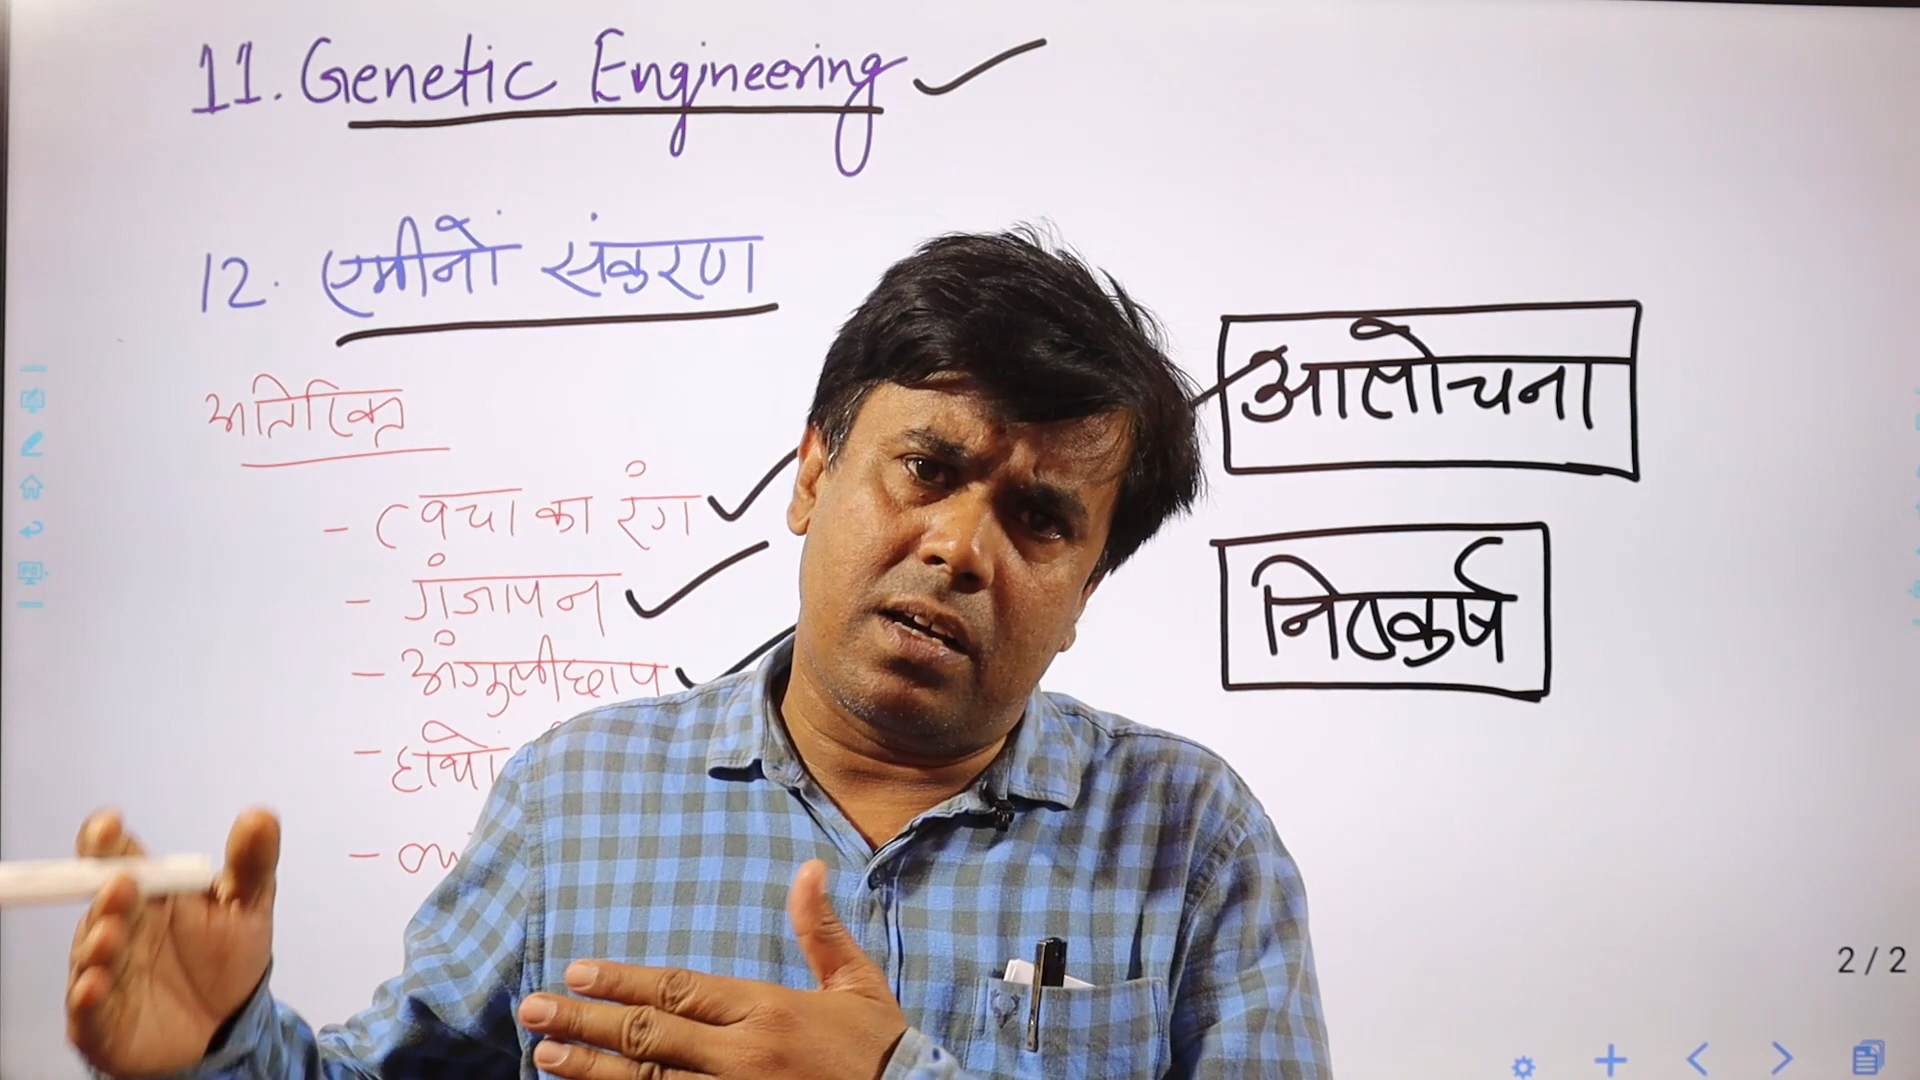 11. Genetic Engineering
12. एमीनों संकरण
अतिरिक्त
- त्वचा का रंग
- गंजापन
- अंगुलीछाप
- हाथो
आलोचना
निष्कर्ष
2 / 2